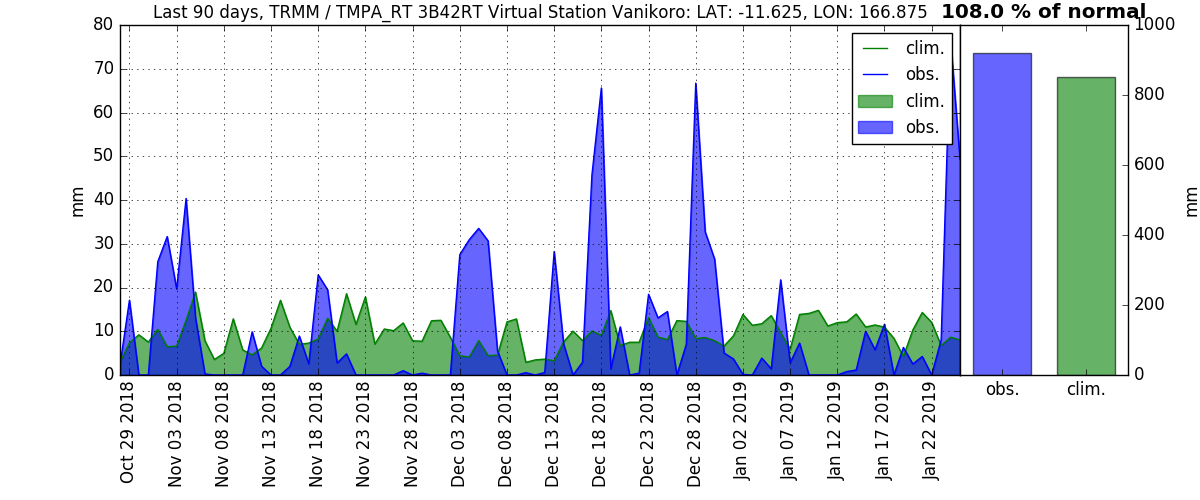 Last 90 days, TRMM / TMPA_RT 3B42RT Virtual Station Vanikoro: LAT: -11.625, LON: 166.875 108.0 % of normal
80
70
60
50
40
30
20
10
0
mm
clim.
obs.
clim.
obs.
1000
800
600
400
200
0
mm
Oct 29 2018
Nov 03 2018
Nov 08 2018
Nov 13 2018
Nov 18 2018
Nov 23 2018
Nov 28 2018
Dec 03 2018
Dec 08 2018
Dec 13 2018
Dec 18 2018
Dec 23 2018
Dec 28 2018
Jan 02 2019
Jan 07 2019
Jan 12 2019
Jan 17 2019
Jan 22 2019
obs.
clim.